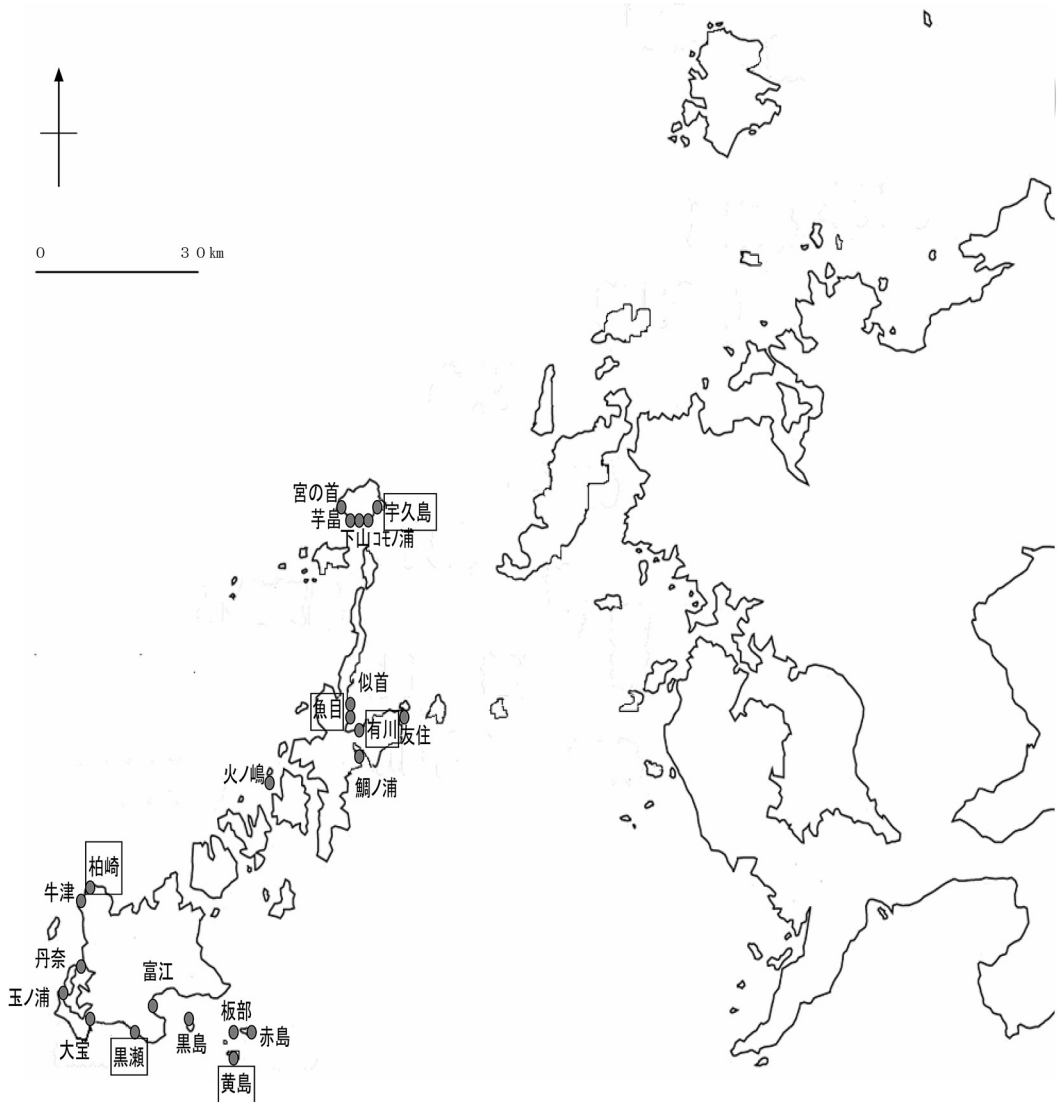 ０　３０㎞
宮の首
宇久島
芋畠
下山 コモノ浦
似首
魚目
有川
友住
鯛ノ浦
火ノ嶋
柏崎
牛津
丹奈
富江
玉ノ浦
板部
大宝
黒瀬
黒島
赤島
黄島